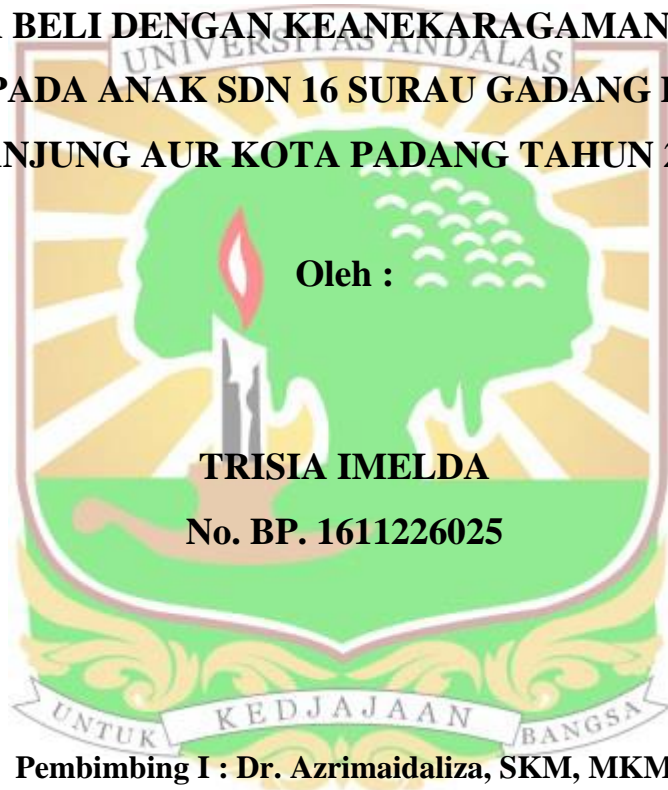 BELI DENGAN KEANEKARAGAMAN
UNIVERSITAS ANDALAS
PADA ANAK SDN 16 SURAU GADANG
NJUNG AUR KOTA PADANG TAHUN
Oleh :
TRISIA IMELDA
No. BP. 1611226025
UNTUK KEDJAJAAN BANGSA
Pembimbing I : Dr. Azrimaidaliza, SKM, MKM